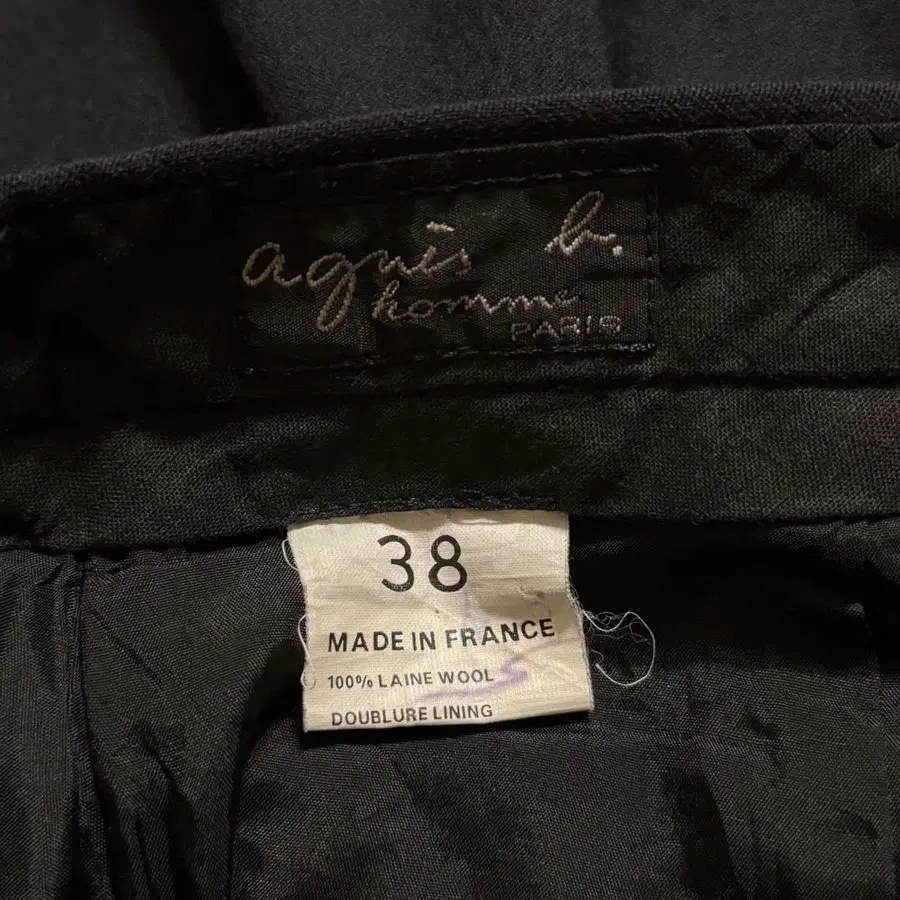 agnès b.
homme
PARIS
38
MADE IN FRANCE
100% LAINE WOOL
DOUBLURE LINING